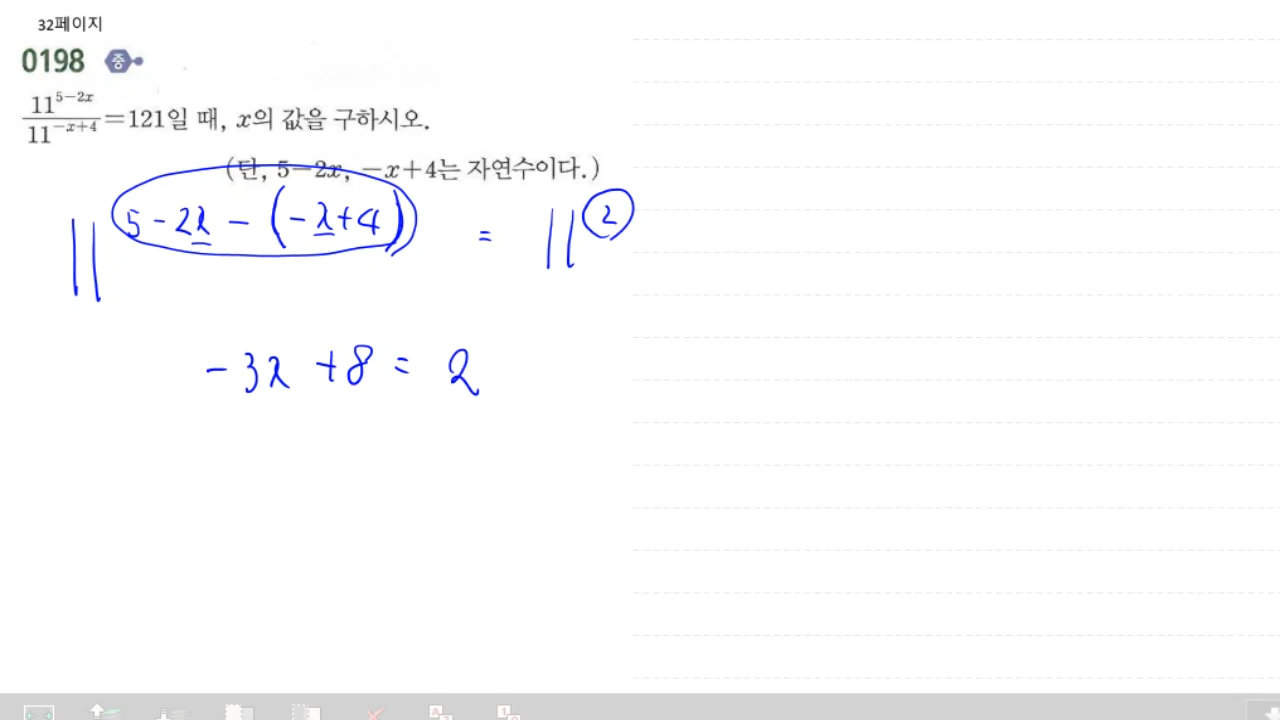 32페이지
0198 중
11^{5-2x}/11^{-x+4}=121일 때, x의 값을 구하시오.
(단, 5-2x, -x+4는 자연수이다.)
11^{5-2x-(-x+4)} = 11^{2}
-3x +8 = 2